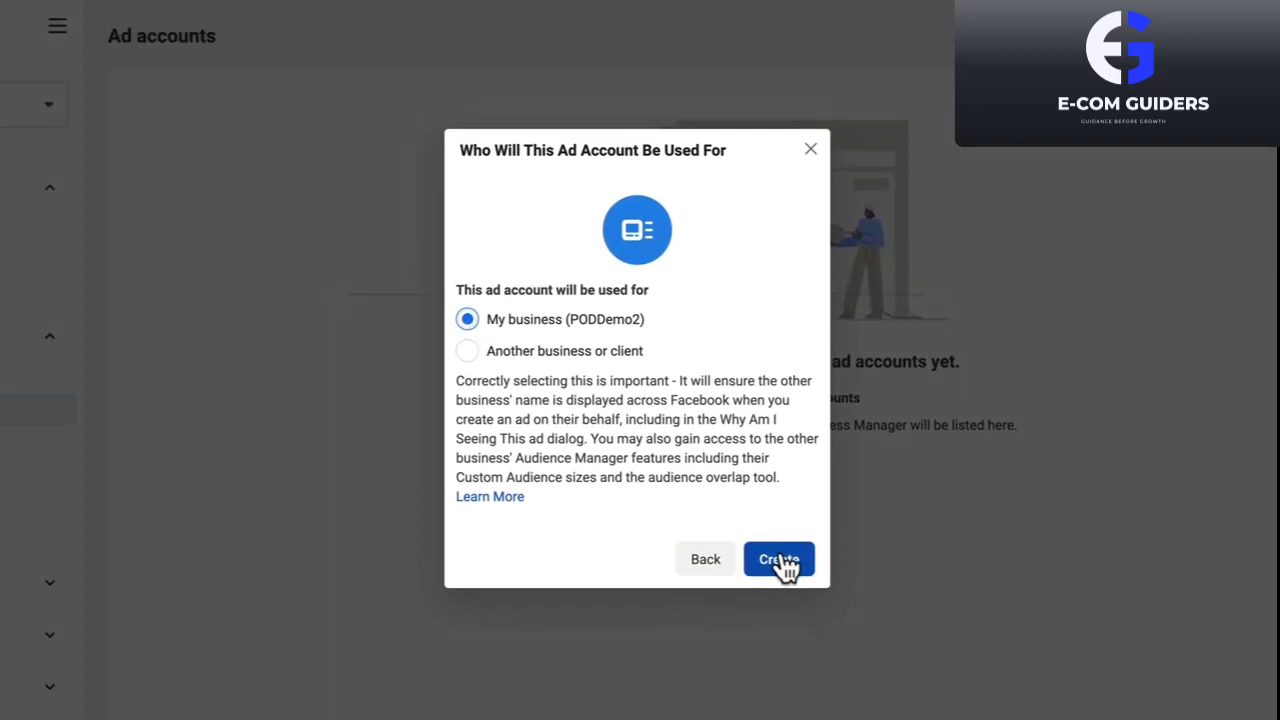 Ad accounts
E-COM GUIDERS
GUIDANCE BEFORE GROWTH
Who Will This Ad Account Be Used For
This ad account will be used for
My business (PODDemo2)
Another business or client
Correctly selecting this is important - It will ensure the other
business' name is displayed across Facebook when you
create an ad on their behalf, including in the Why Am I
Seeing This ad dialog. You may also gain access to the other
business' Audience Manager features including their
Custom Audience sizes and the audience overlap tool.
Learn More
ad accounts yet.
ess Manager will be listed here.
Back